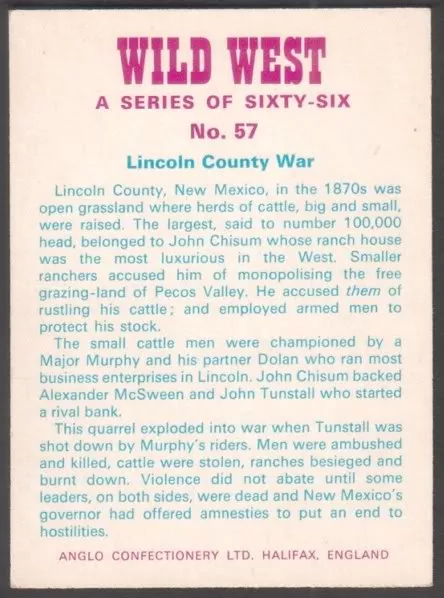 WILD WEST
A SERIES OF SIXTY-SIX
No. 57
Lincoln County War
Lincoln County, New Mexico, in the 1870s was
open grassland where herds of cattle, big and small,
were raised. The largest, said to number 100,000
head, belonged to John Chisum whose ranch house
was the most luxurious in the West. Smaller
ranchers accused him of monopolising the free
grazing-land of Pecos Valley. He accused them of
rustling his cattle; and employed armed men to
protect his stock.
The small cattle men were championed by a
Major Murphy and his partner Dolan who ran most
business enterprises in Lincoln. John Chisum backed
Alexander McSween and John Tunstall who started
a rival bank.
This quarrel exploded into war when Tunstall was
shot down by Murphy's riders. Men were ambushed
and killed, cattle were stolen, ranches besieged and
burnt down. Violence did not abate until some
leaders, on both sides, were dead and New Mexico's
governor had offered amnesties to put an end to
hostilities.
ANGLO CONFECTIONERY LTD. HALIFAX, ENGLAND